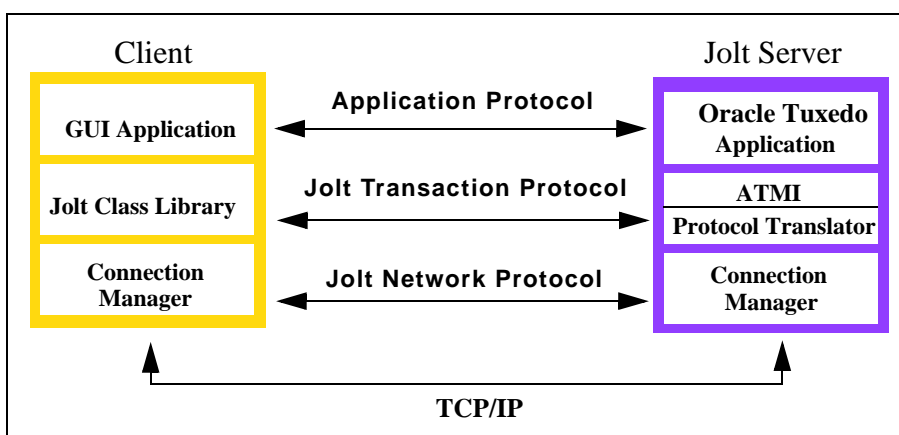 Client
Jolt Server
GUI Application
Application Protocol
Oracle Tuxedo
Application
Jolt Class Library
Jolt Transaction Protocol
ATMI
Protocol Translator
Connection
Manager
Jolt Network Protocol
Connection
Manager
TCP/IP